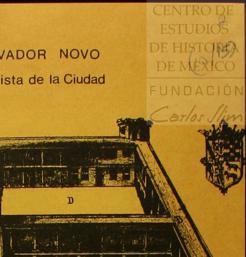 CENTRO DE
ESTUDIOS
DE HISTORIA
DE MÉXICO
FUNDACIÓN
Carlos Slim
VADOR NOVO
ista de la Ciudad
D